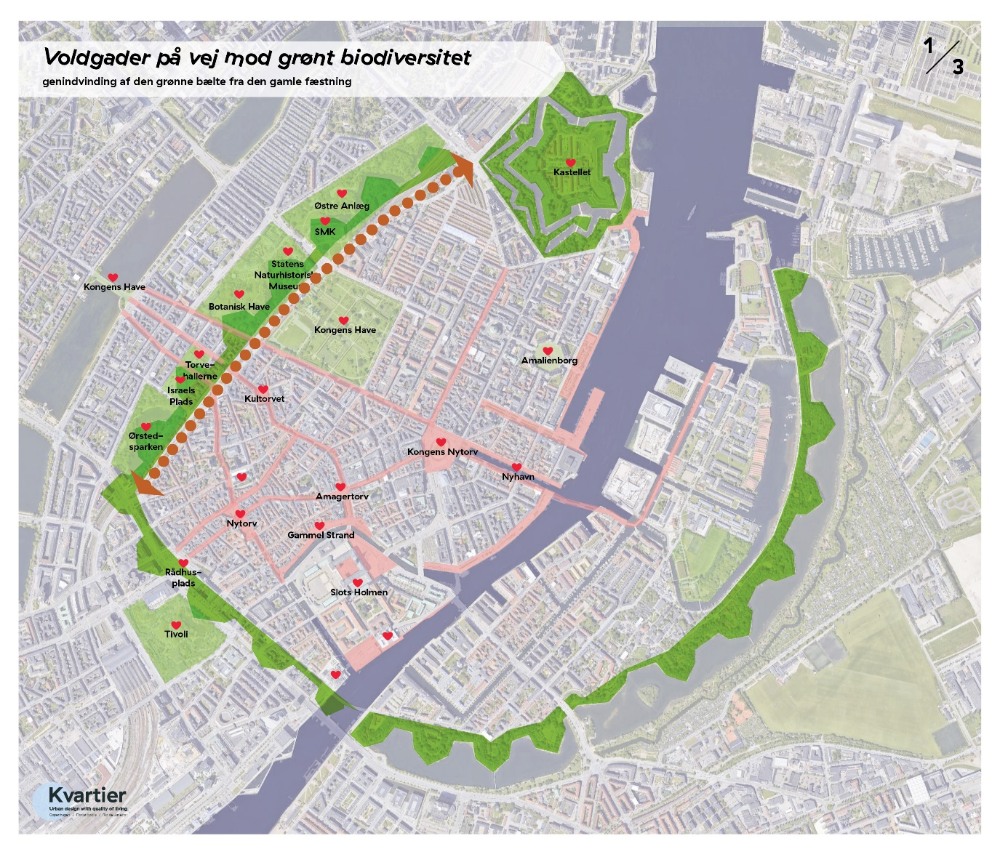 Voldgader på vej mod grønt biodiversitet
genindvinding af den grønne bælte fra den gamle fæstning
1/3
Kastellet
Østre Anlæg
SMK
Statens
Naturhistorisk
Museum
Kongens Have
Botanisk Have
Kongens Have
Torve-
hallerne
Israels
Plads
Kultorvet
Amalienborg
Ørsted-
sparken
Kongens Nytorv
Nyhavn
Amagertorv
Nytorv
Gammel Strand
Rådhus-
plads
Slots Holmen
Tivoli
Kvartier
Urban design with quality of living